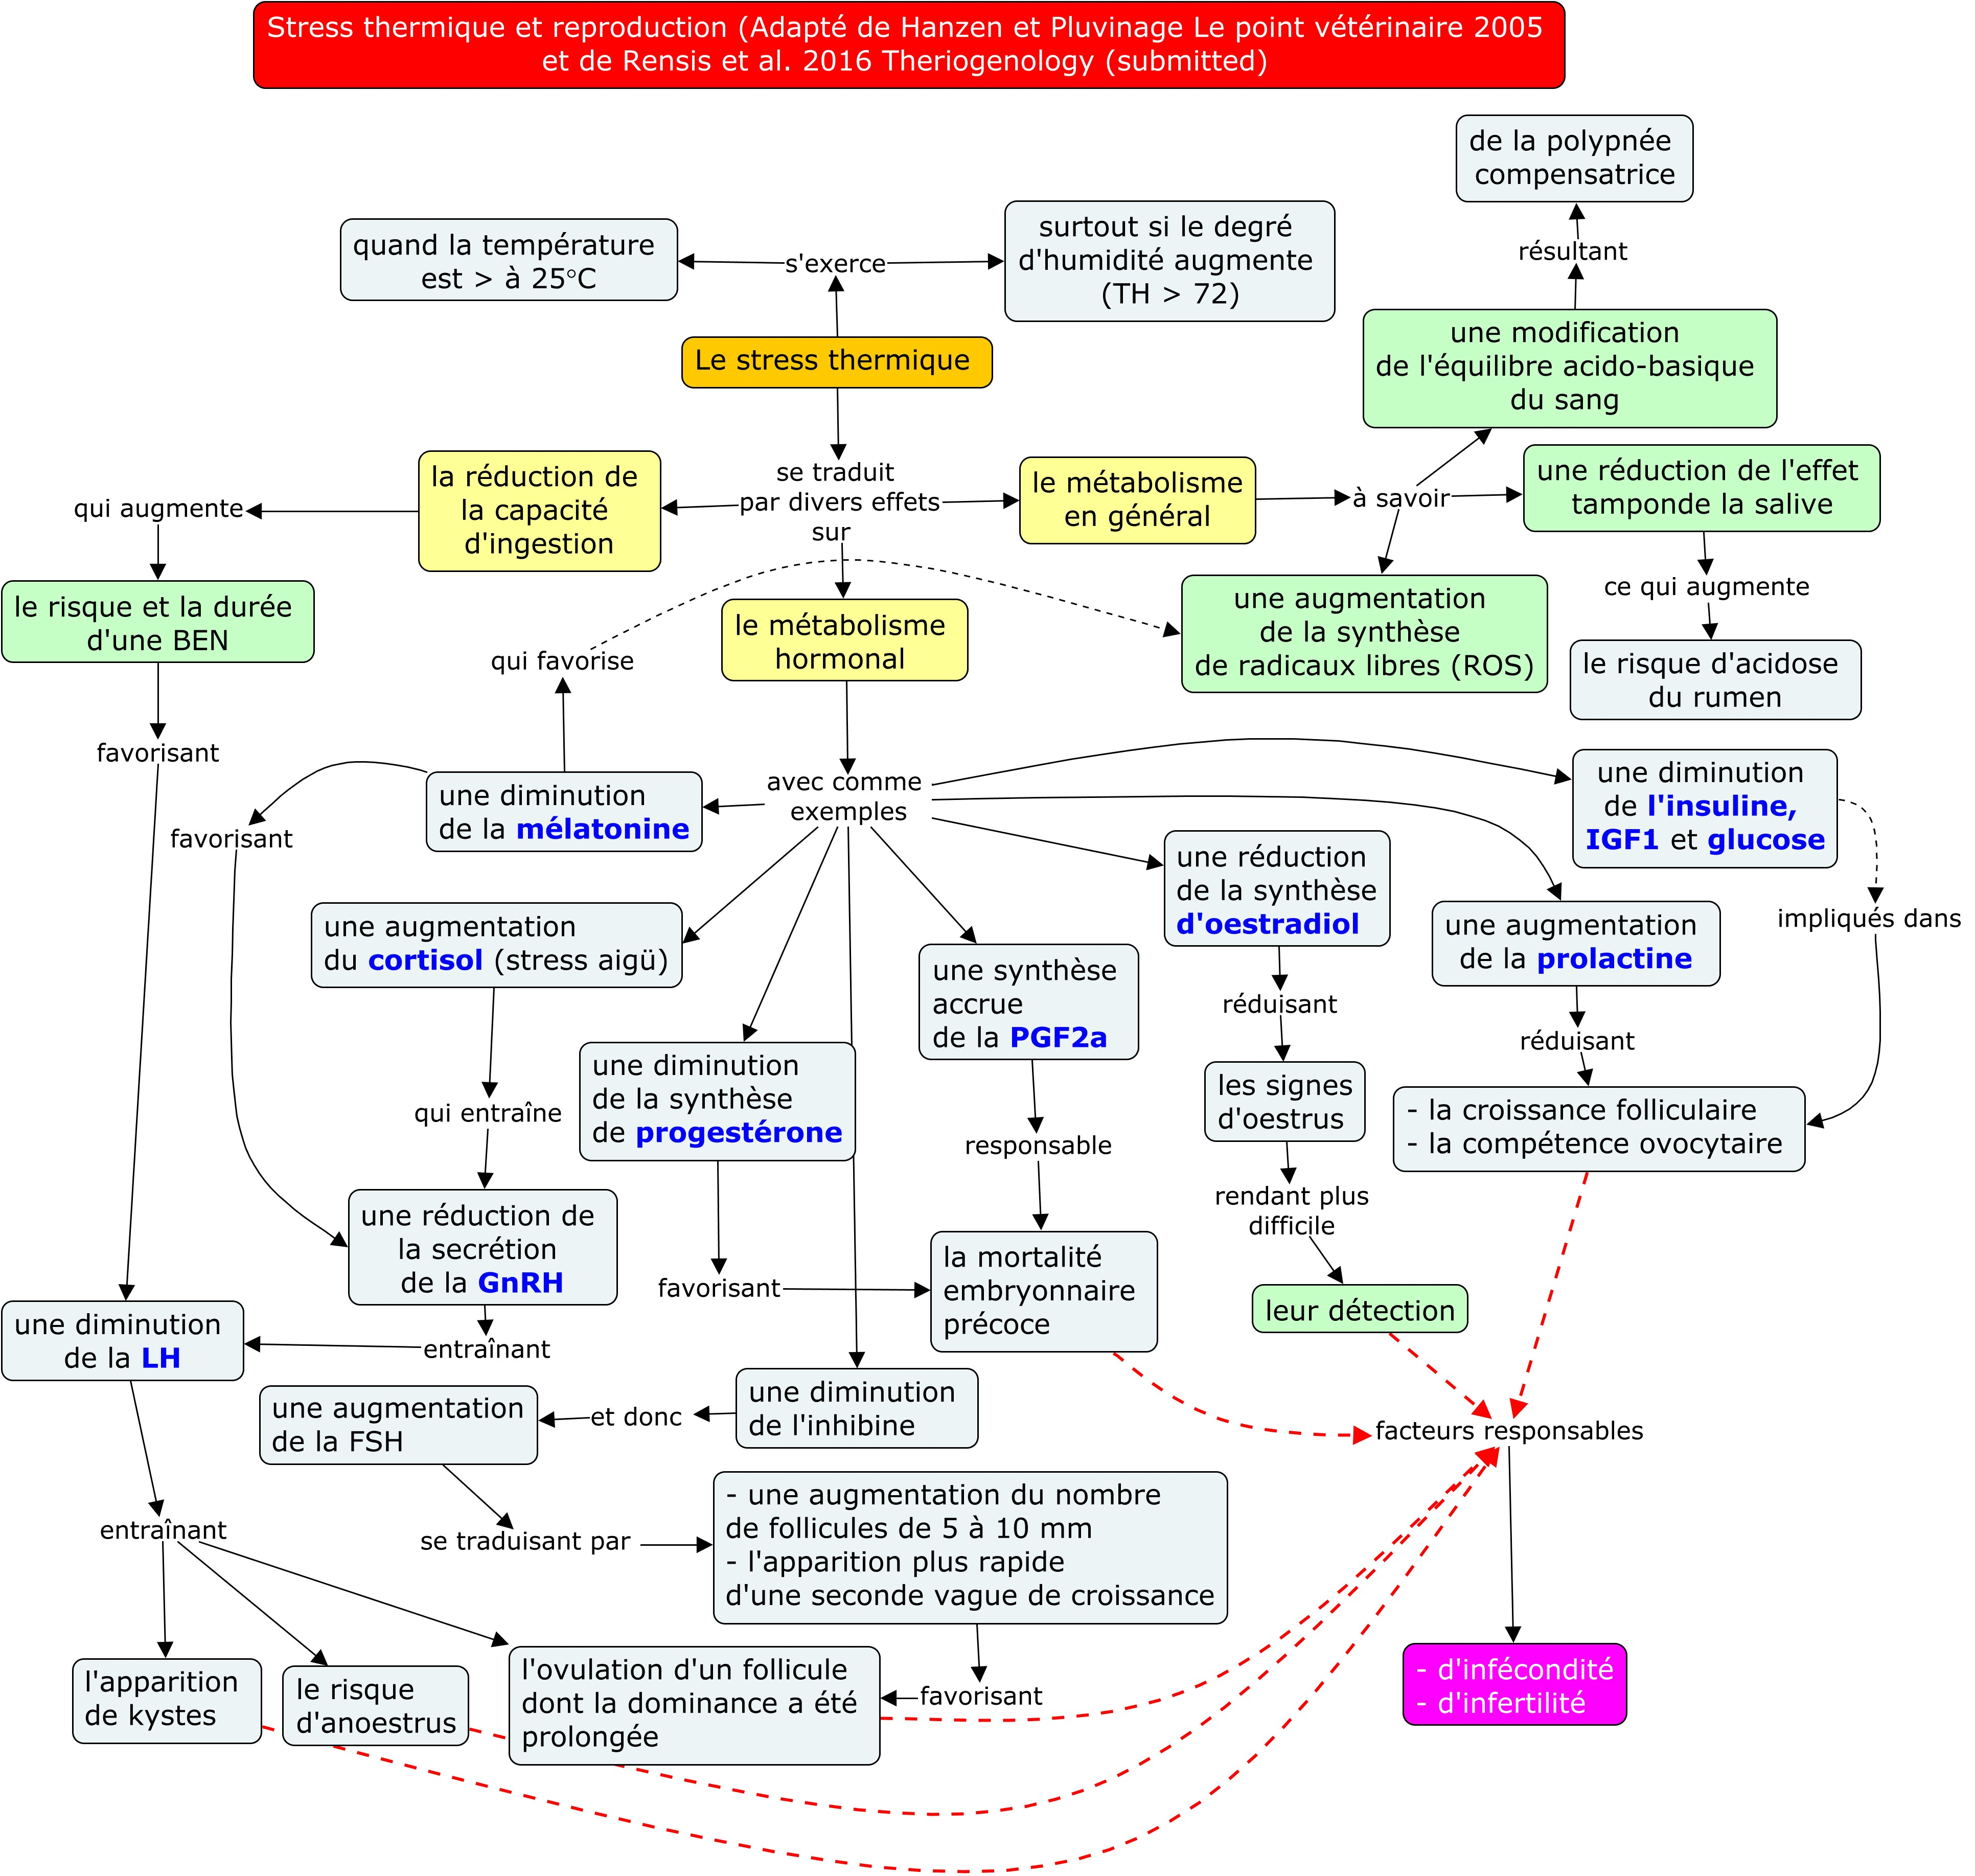 Stress thermique et reproduction (Adapté de Hanzen et Pluvinage Le point vétérinaire 2005
et de Rensis et al. 2016 Theriogenology (submitted)
de la polypnée
compensatrice
résultant
quand la température
est > à 25°C
s'exerce
surtout si le degré
d'humidité augmente
(TH > 72)
Le stress thermique
une modification
de l'équilibre acido-basique
du sang
se traduit
par divers effets
sur
la réduction de
la capacité
d'ingestion
qui augmente
le métabolisme
en général
à savoir
une réduction de l'effet
tamponde la salive
ce qui augmente
le risque d'acidose
du rumen
le risque et la durée
d'une BEN
qui favorise
le métabolisme
hormonal
une augmentation
de la synthèse
de radicaux libres (ROS)
favorisant
favorisant
une diminution
de la mélatonine
avec comme
exemples
une diminution
de l'insuline,
IGF1 et glucose
impliqués dans
une augmentation
du cortisol (stress aigü)
qui entraîne
une diminution
de la synthèse
de progestérone
une synthèse
accrue
de la PGF2a
responsable
une réduction
de la synthèse
d'oestradiol
réduisant
les signes
d'oestrus
rendant plus
difficile
leur détection
une augmentation
de la prolactine
réduisant
- la croissance folliculaire
- la compétence ovocytaire
une réduction de
la secrétion
de la GnRH
entraînant
favorisant
la mortalité
embryonnaire
précoce
une diminution
de la LH
une augmentation
de la FSH
et donc
une diminution
de l'inhibine
facteurs responsables
entraînant
se traduisant par
- une augmentation du nombre
de follicules de 5 à 10 mm
- l'apparition plus rapide
d'une seconde vague de croissance
favorisant
l'apparition
de kystes
le risque
d'anoestrus
l'ovulation d'un follicule
dont la dominance a été
prolongée
- d'infécondité
- d'infertilité